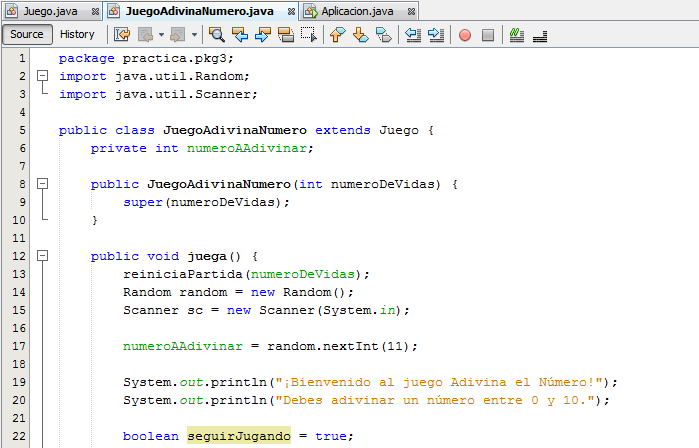 Juego.java JuegoAdivinaNumero.java Aplicacion.java
Source History
1 package practica.pkg3;
2 import java.util.Random;
3 import java.util.Scanner;
4
5 public class JuegoAdivinaNumero extends Juego {
6 private int numeroAAdivinar;
7
8 public JuegoAdivinaNumero(int numeroDeVidas) {
9 super(numeroDeVidas);
10 }
11
12 public void juega() {
13 reiniciaPartida(numeroDeVidas);
14 Random random = new Random();
15 Scanner sc = new Scanner(System.in);
16
17 numeroAAdivinar = random.nextInt(11);
18
19 System.out.println("¡Bienvenido al juego Adivina el Número!");
20 System.out.println("Debes adivinar un número entre 0 y 10.");
21
22 boolean seguirJugando = true;